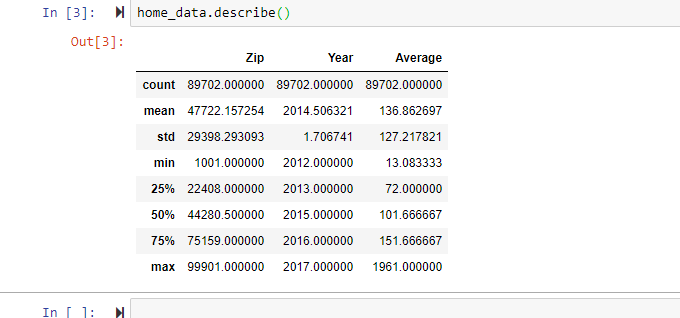 In [3]: home_data.describe()
Out[3]:
Zip Year Average
count 89702.000000 89702.000000 89702.000000
mean 47722.157254 2014.506321 136.862697
std 29398.293093 1.706741 127.217821
min 1001.000000 2012.000000 13.083333
25% 22408.000000 2013.000000 72.000000
50% 44280.500000 2015.000000 101.666667
75% 75159.000000 2016.000000 151.666667
max 99901.000000 2017.000000 1961.000000
In [ ]: